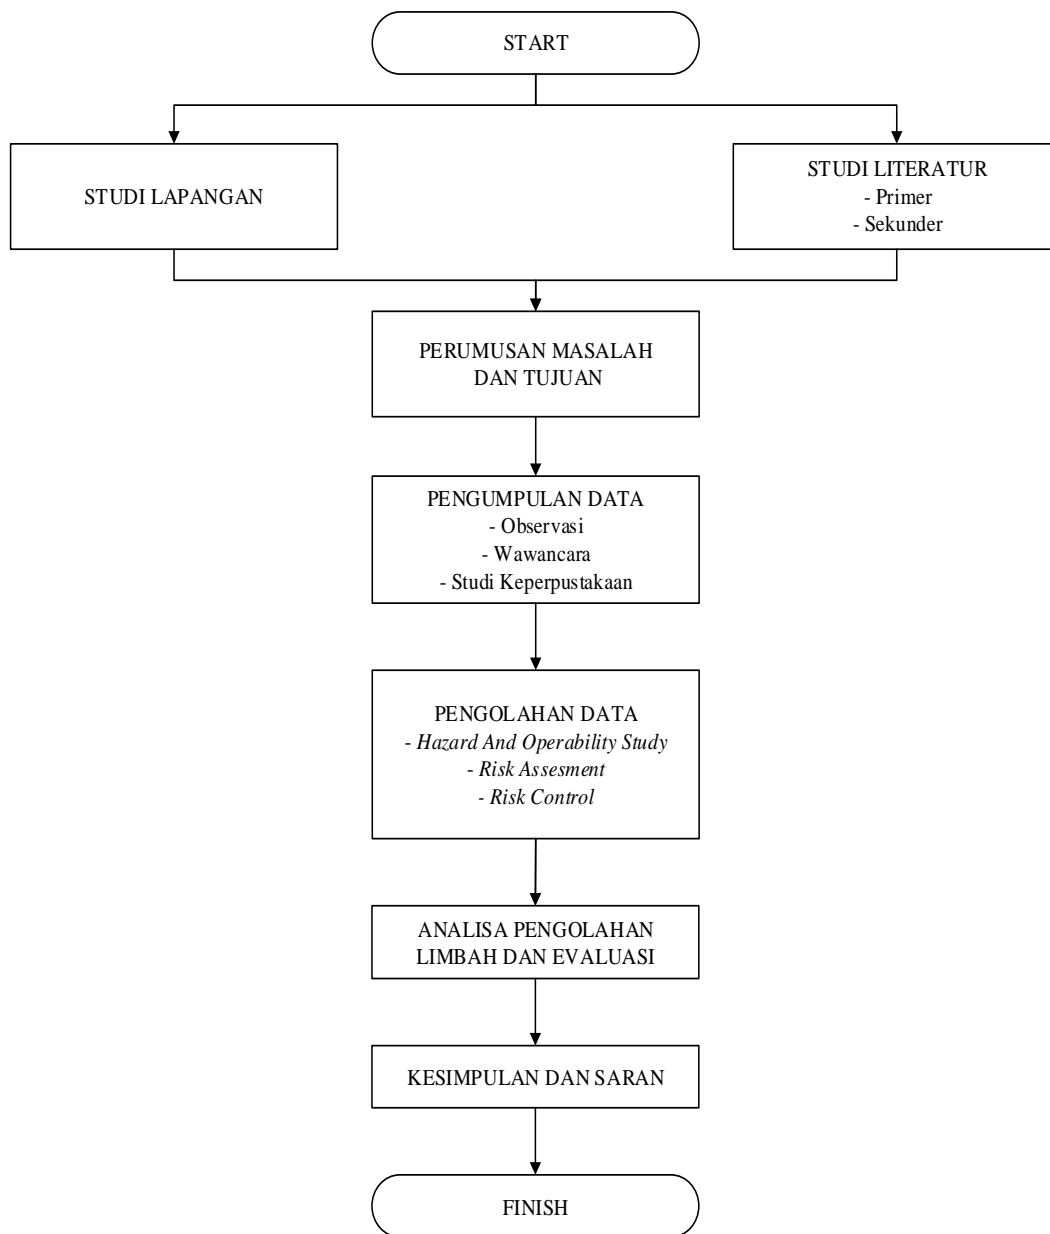 START
STUDI LAPANGAN
STUDI LITERATUR
- Primer
- Sekunder
PERUMUSAN MASALAH
DAN TUJUAN
PENGUMPULAN DATA
- Observasi
- Wawancara
- Studi Keperpustakaan
PENGOLAHAN DATA
- Hazard And Operability Study
- Risk Assesment
- Risk Control
ANALISA PENGOLAHAN
LIMBAH DAN EVALUASI
KESIMPULAN DAN SARAN
FINISH